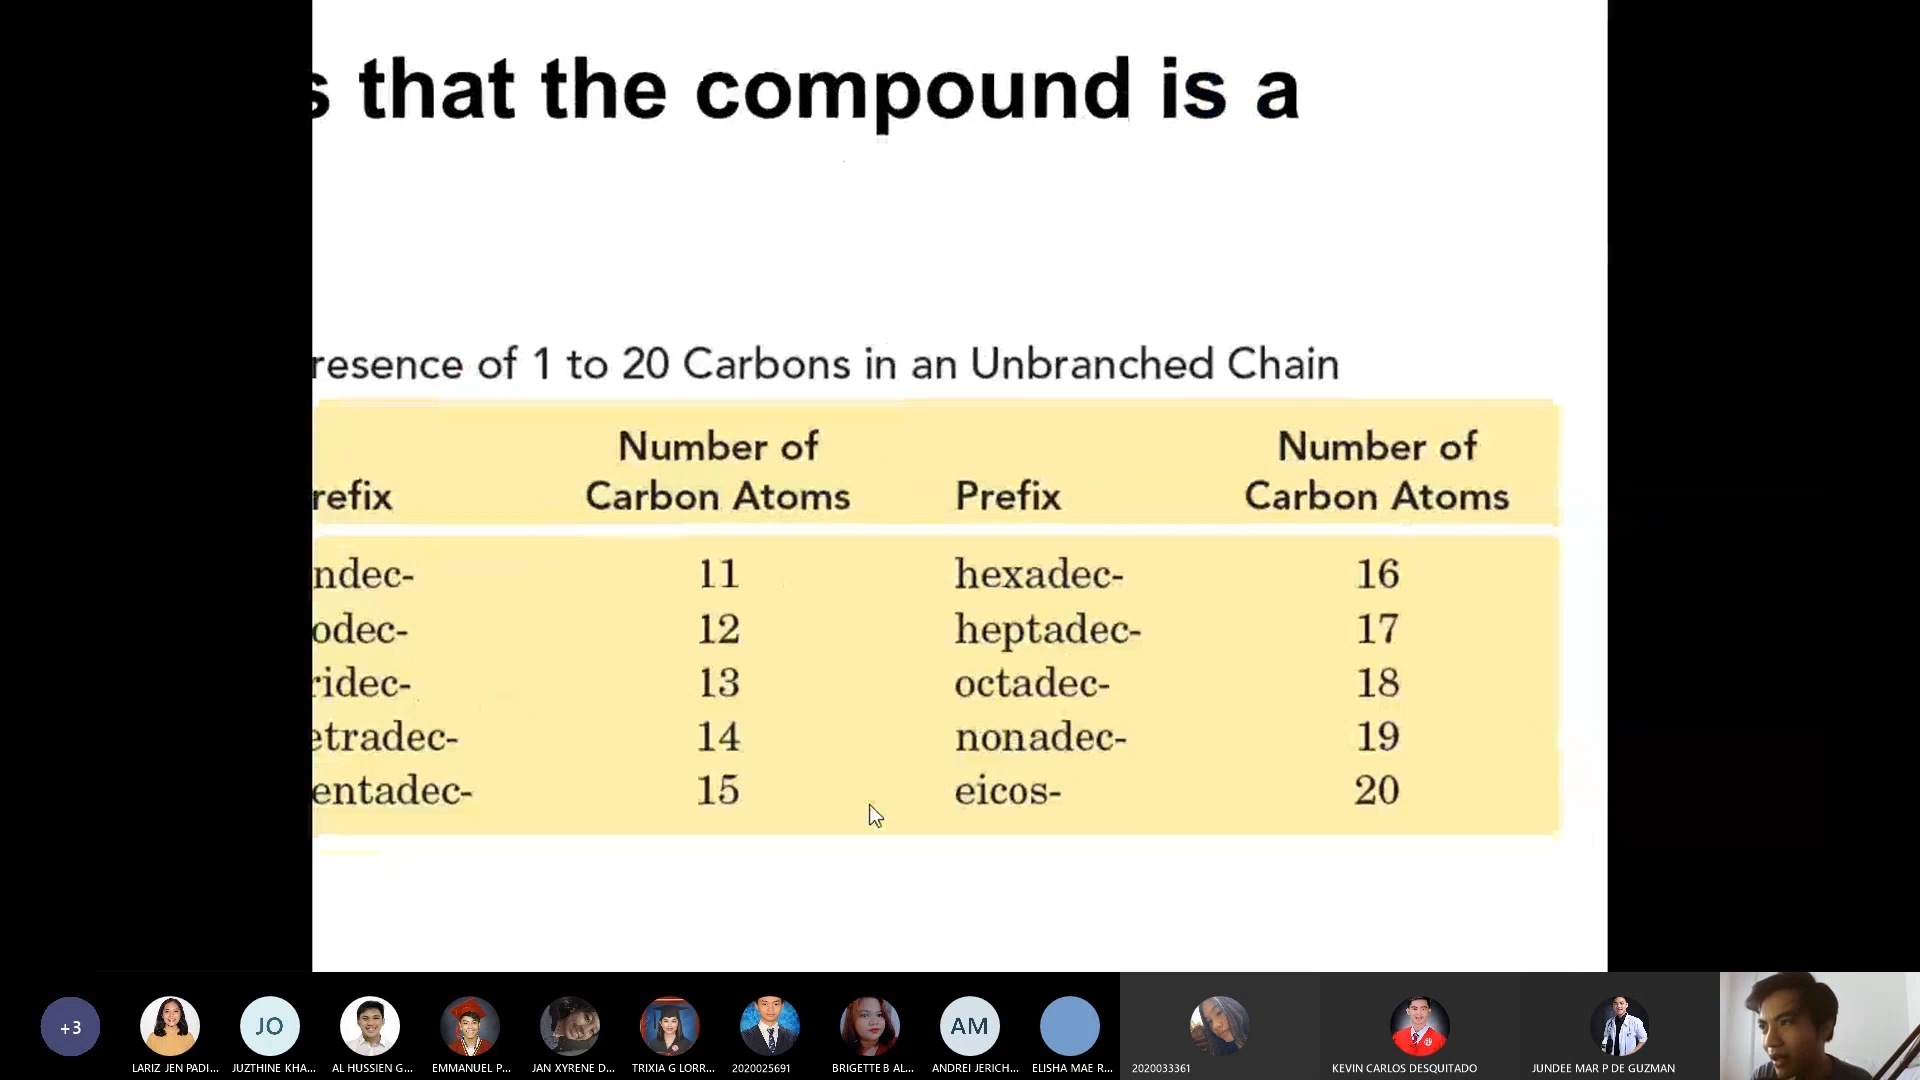 s that the compound is a
resence of 1 to 20 Carbons in an Unbranched Chain
refix Number of Carbon Atoms Prefix Number of Carbon Atoms
ndec- 11 hexadec- 16
odec- 12 heptadec- 17
ridec- 13 octadec- 18
etradec- 14 nonadec- 19
entadec- 15 eicos- 20
+3 JO AM
LARIZ JEN PADI... JUZTHINE KHA... AL HUSSIEN G... EMMANUEL P... JAN XYRENE D... TRIXIA G LORR... 2020025691 BRIGETTE B AL... ANDREI JERICH... ELISHA MAE R... 2020033361 KEVIN CARLOS DESQUITADO JUNDEE MAR P DE GUZMAN